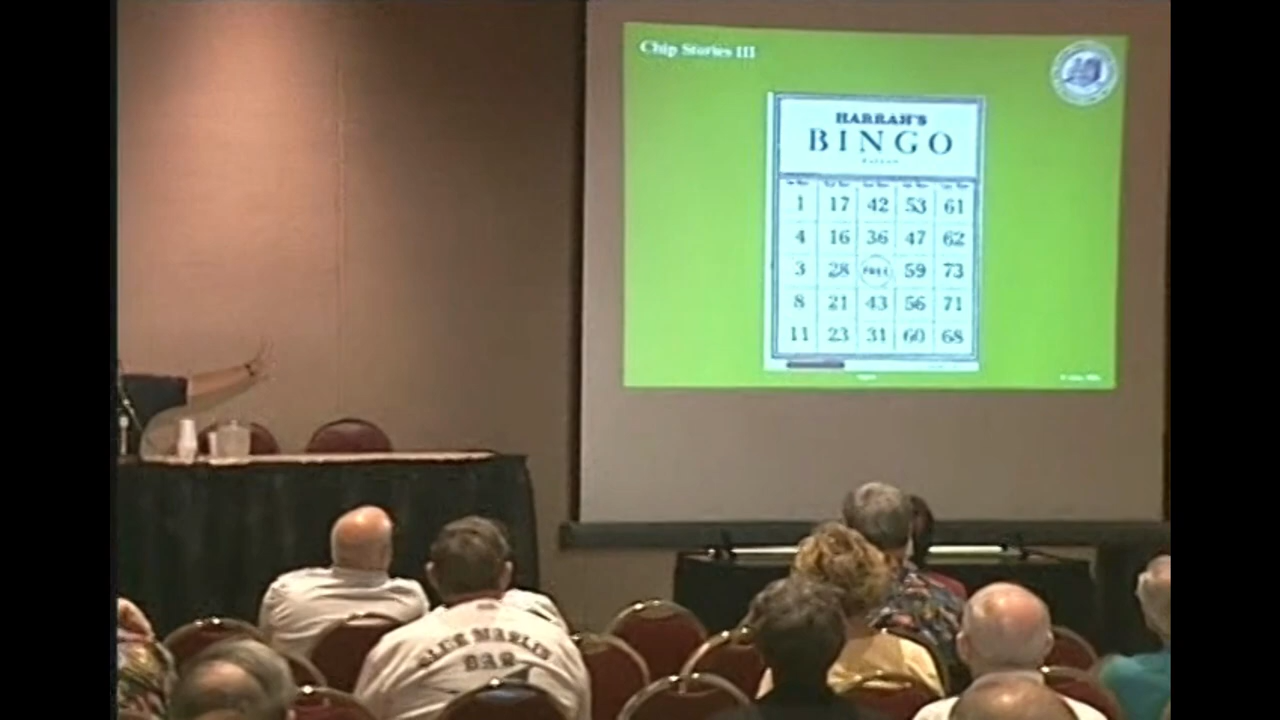 Chip Stories III
HARRAH'S
BINGO
1 17 42 53 61
4 16 36 47 62
3 28 FREE 59 73
8 21 43 56 71
11 23 31 60 68
BAR